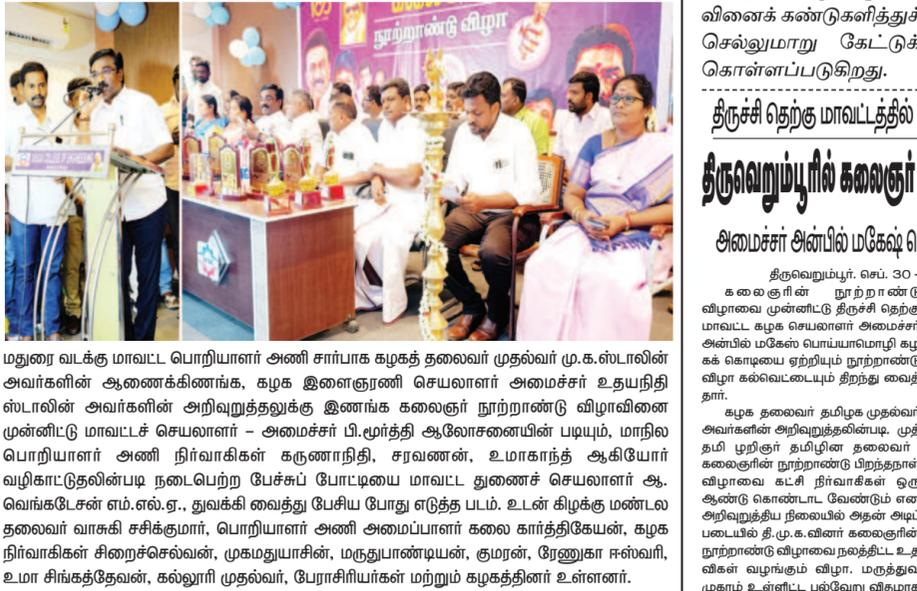 நூற்றாண்டு விழா
மதுரை வடக்கு மாவட்ட பொறியாளர் அணி சார்பாக கழகத் தலைவர் முதல்வர் மு.க.ஸ்டாலின்
அவர்களின் ஆணைக்கிணங்க, கழக இளைஞரணி செயலாளர் அமைச்சர் உதயநிதி
ஸ்டாலின் அவர்களின் அறிவுறுத்தலுக்கு இணங்க கலைஞர் நூற்றாண்டு விழாவினை
முன்னிட்டு மாவட்டச் செயலாளர் – அமைச்சர் பி.மூர்த்தி ஆலோசனையின் படியும், மாநில
பொறியாளர் அணி நிர்வாகிகள் கருணாநிதி, சரவணன், உமாகாந்த் ஆகியோர்
வழிகாட்டுதலின்படி நடைபெற்ற பேச்சுப் போட்டியை மாவட்ட துணைச் செயலாளர் ஆ.
வெங்கடேசன் எம்.எல்.ஏ., துவக்கி வைத்து பேசிய போது எடுத்த படம். உடன் கிழக்கு மண்டல
தலைவர் வாசுகி சசிக்குமார், பொறியாளர் அணி அமைப்பாளர் கலை கார்த்திகேயன், கழக
நிர்வாகிகள் சிறைச்செல்வன், முகமதுயாசின், மருதுபாண்டியன், குமரன், ரேணுகா ஈஸ்வரி,
உமா சிங்கத்தேவன், கல்லூரி முதல்வர், பேராசிரியர்கள் மற்றும் கழகத்தினர் உள்ளனர்.
வினைக் கண்டுகளித்துச்
செல்லுமாறு கேட்டுக்
கொள்ளப்படுகிறது.
திருச்சி தெற்கு மாவட்டத்தில்
திருவெறும்பூரில் கலைஞர்
அமைச்சர் அன்பில் மகேஷ்
திருவெறும்பூர். செப். 30 -
கலைஞரின் நூற்றாண்டு
விழாவை முன்னிட்டு திருச்சி தெற்கு
மாவட்ட கழக செயலாளர் அமைச்சர்
அன்பில் மகேஸ் பொய்யாமொழி கழ
கக் கொடியை ஏற்றியும் நூற்றாண்டு
விழா கல்வெட்டையும் திறந்து வைத்
தார்.
கழக தலைவர் தமிழக முதல்வர்
அவர்களின் அறிவுறுத்தலின்படி. முத்
தமி ழறிஞர் தமிழின தலைவர்
கலைஞரின் நூற்றாண்டு பிறந்தநாள்
விழாவை கட்சி நிர்வாகிகள் ஒரு
ஆண்டு கொண்டாட வேண்டும் என
அறிவுறுத்திய நிலையில் அதன் அடிப்
படையில் தி.மு.க.வினர் கலைஞரின்
நூற்றாண்டு விழாவை நலத்திட்ட உத
விகள் வழங்கும் விழா. மருத்துவ
முகாம் உள்ளிட்ட பல்வேறு விதமாக